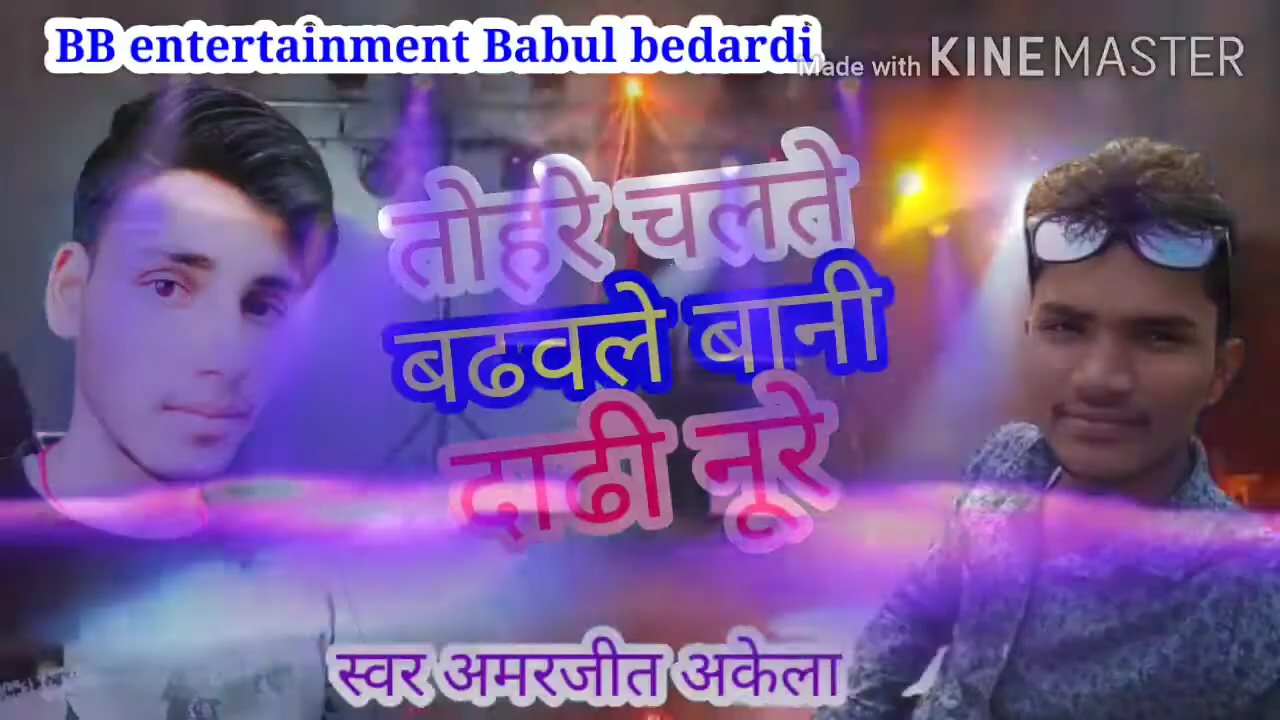 BB entertainment Babul bedardi
Made with KINEMASTER
तोहरे चलते
बढवले बानी
दाढी नूरे
स्वर अमरजीत अकेला